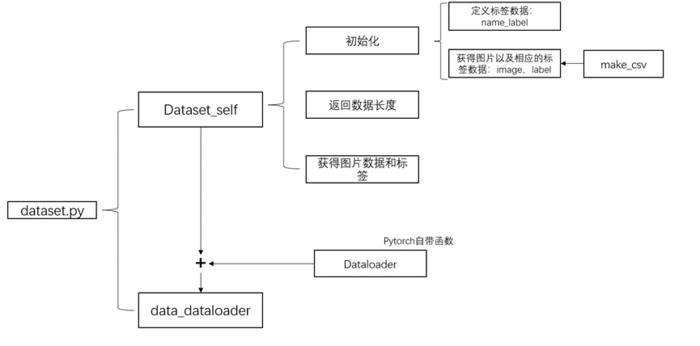 定义标签数据：
name_label
初始化
获得图片以及相应的标
签数据：image，label
make_csv
Dataset_self
返回数据长度
获得图片数据和标
签
dataset.py
Pytorch自带函数
+
Dataloader
data_dataloader